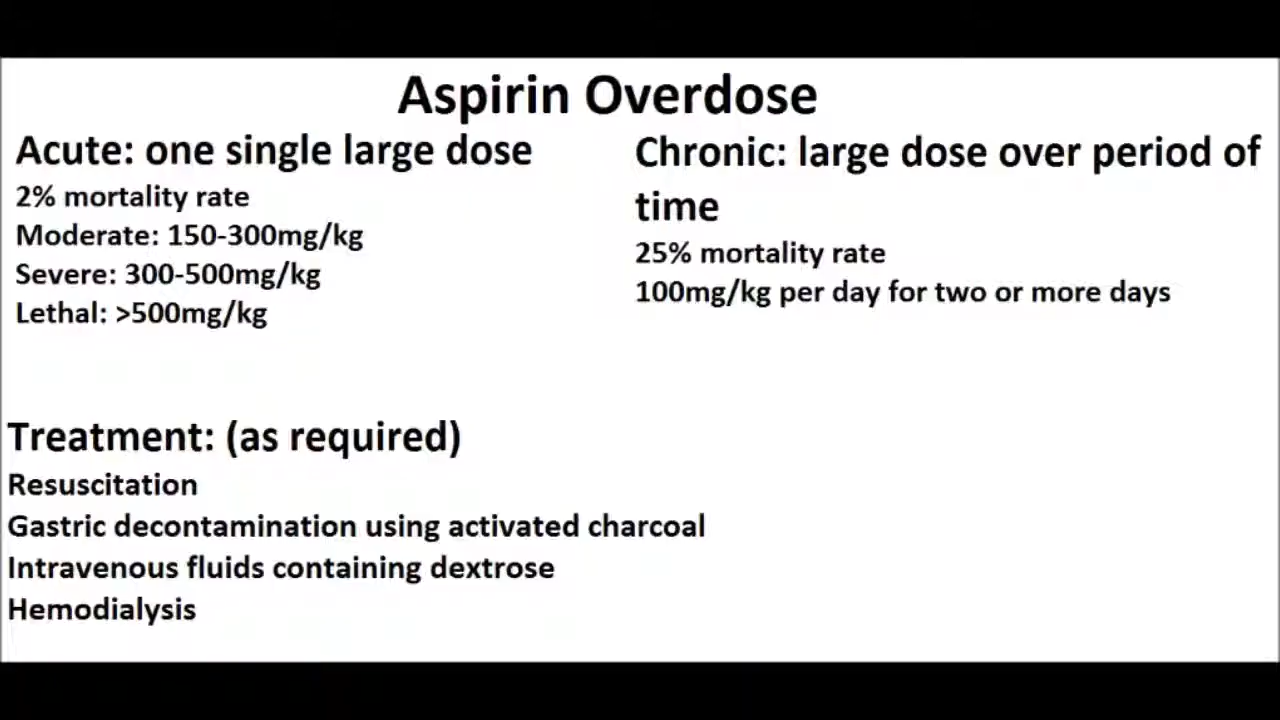 Aspirin Overdose
Acute: one single large dose
2% mortality rate
Moderate: 150-300mg/kg
Severe: 300-500mg/kg
Lethal: >500mg/kg
Chronic: large dose over period of
time
25% mortality rate
100mg/kg per day for two or more days
Treatment: (as required)
Resuscitation
Gastric decontamination using activated charcoal
Intravenous fluids containing dextrose
Hemodialysis